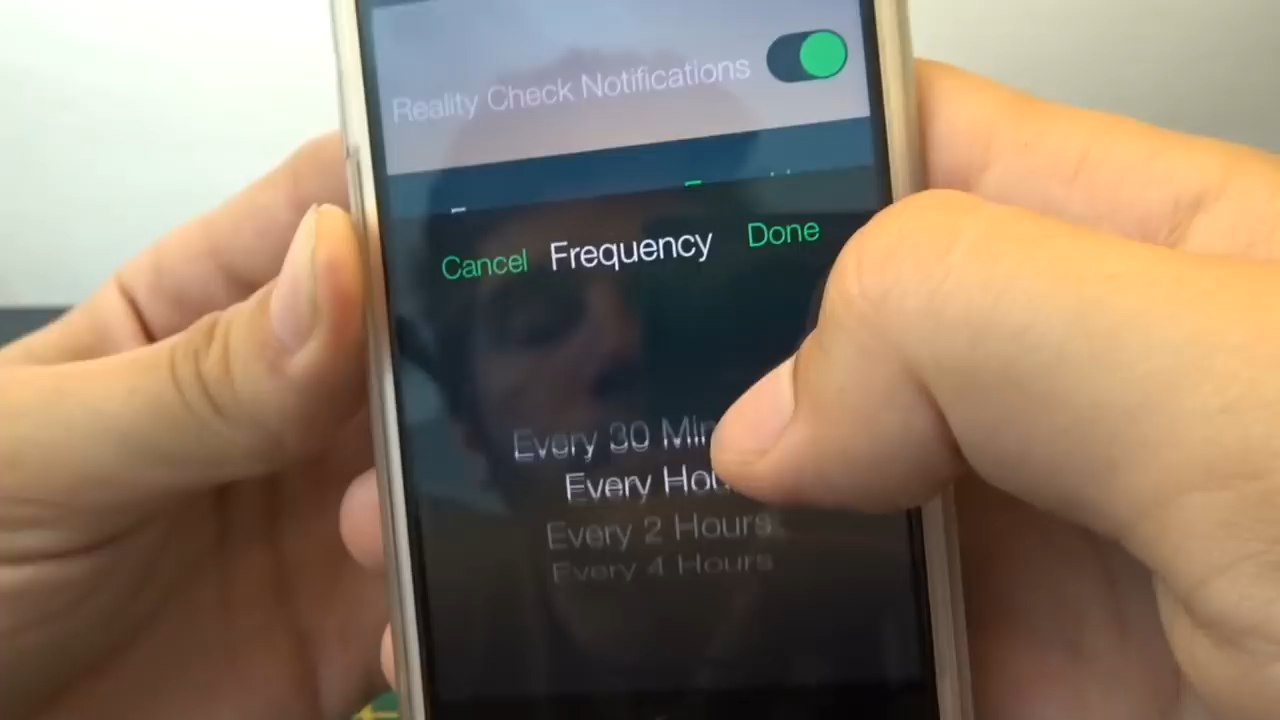 Reality Check Notifications
Cancel Frequency Done
Every 30 Min
Every Hou
Every 2 Hours
Every 4 Hours